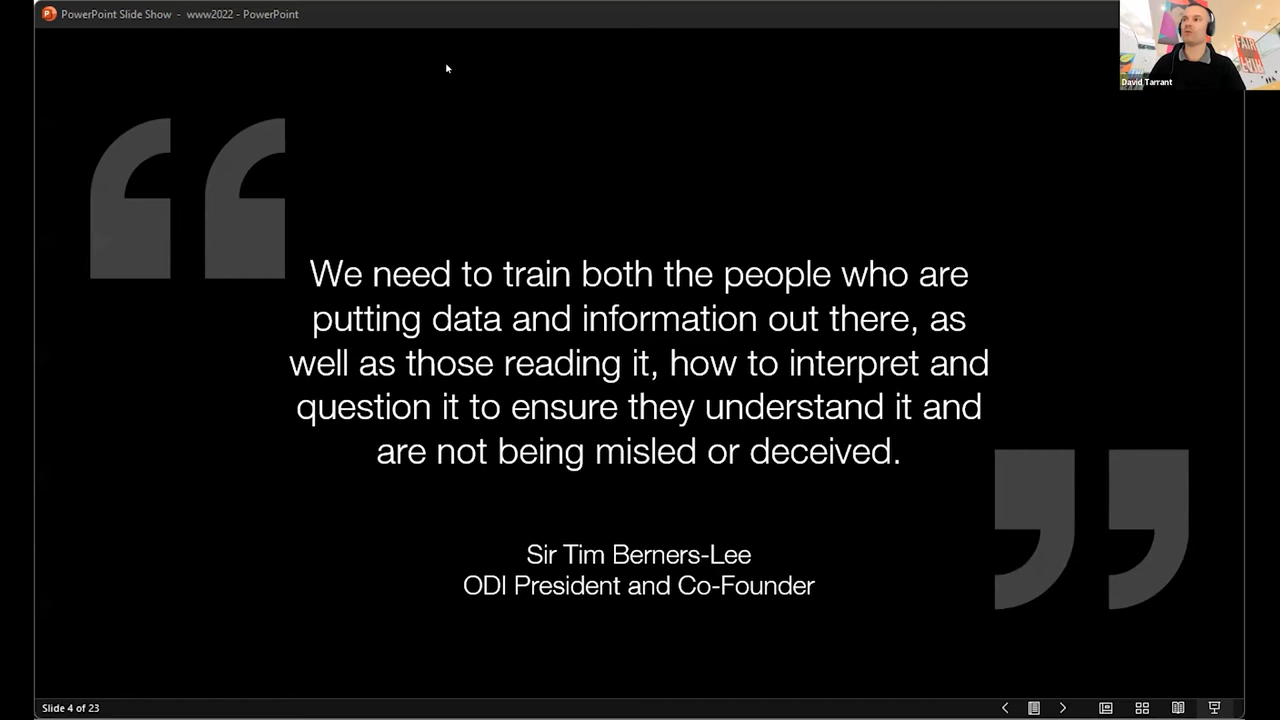 PowerPoint Slide Show - www2022 - PowerPoint
David Tarrant
We need to train both the people who are
putting data and information out there, as
well as those reading it, how to interpret and
question it to ensure they understand it and
are not being misled or deceived.
Sir Tim Berners-Lee
ODI President and Co-Founder
Slide 4 of 23